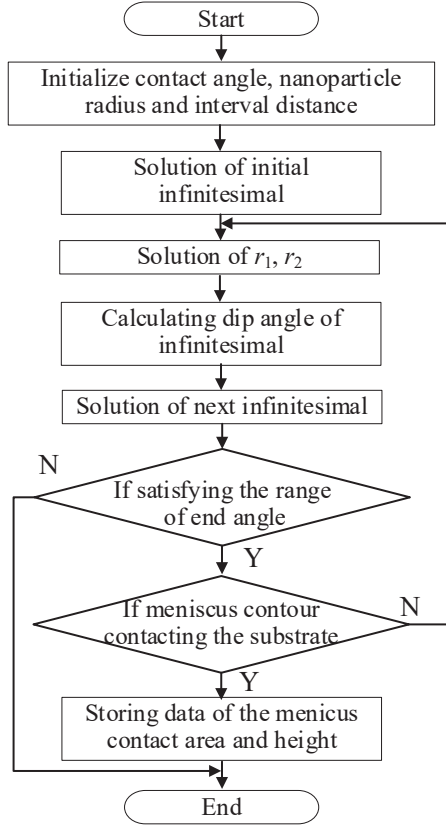 Start
Initialize contact angle, nanoparticle
radius and interval distance
Solution of initial
infinitesimal
Solution of r₁, r₂
Calculating dip angle of
infinitesimal
Solution of next infinitesimal
N
If satisfying the range
of end angle
Y
If meniscus contour
contacting the substrate
N
Y
Storing data of the menicus
contact area and height
End